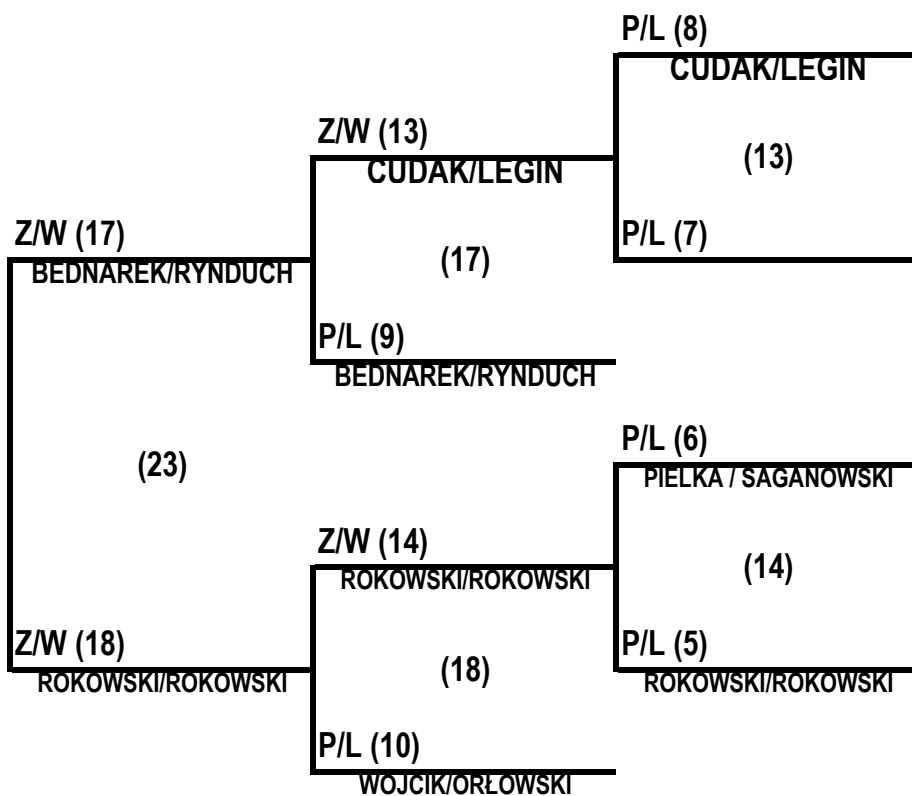 P/L (8)
CUDAK/LEGIN
Z/W (13)
(13)
CUDAK/LEGIN
Z/W (17)
P/L (7)
(17)
BEDNAREK/RYNDUCH
P/L (9)
BEDNAREK/RYNDUCH
P/L (6)
(23)
PIELKA / SAGANOWSKI
Z/W (14)
(14)
ROKOWSKI/ROKOWSKI
Z/W (18)
P/L (5)
(18)
ROKOWSKI/ROKOWSKI
ROKOWSKI/ROKOWSKI
P/L (10)
WOJCIK/ORŁOWSKI